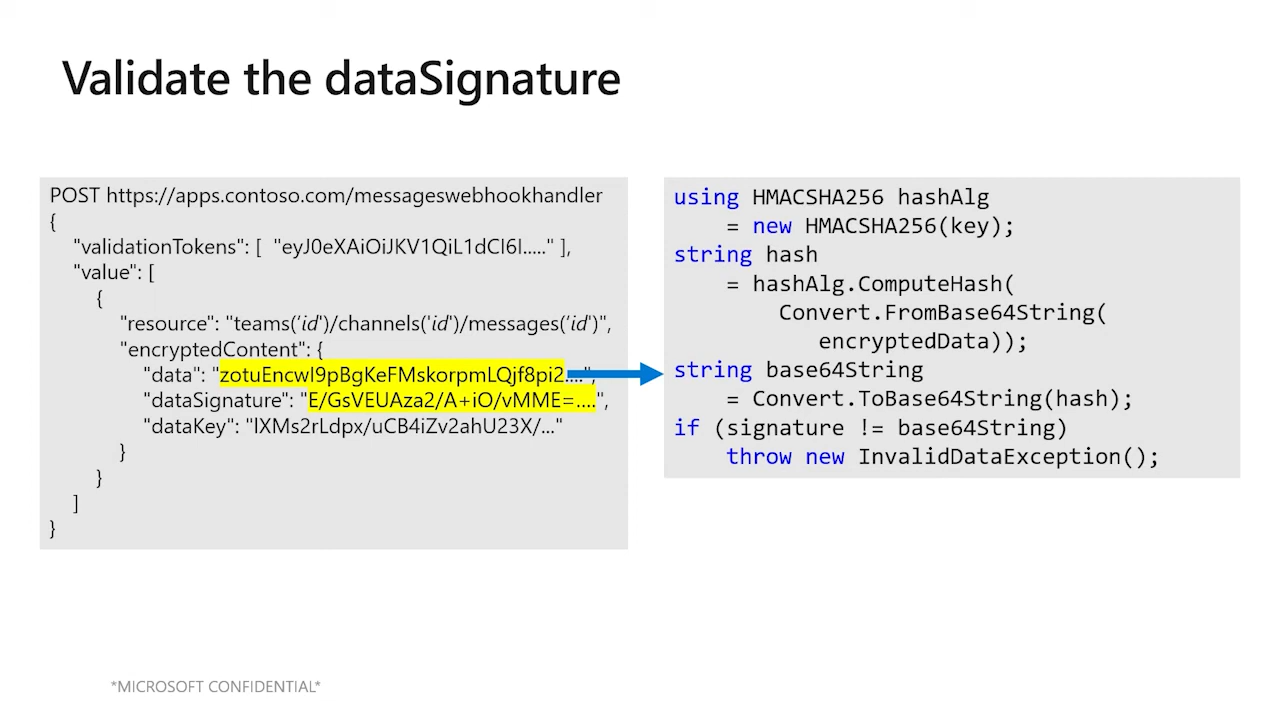 Validate the dataSignature
POST https://apps.contoso.com/messageswebhookhandler
{
"validationTokens": [ "eyJ0eXAiOiJKV1QiL1dCI6I....." ],
"value": [
{
"resource": "teams('id')/channels('id')/messages('id')",
"encryptedContent": {
"data": "zotuEncwI9pBgKeFMskorpmLQjf8pi2....",
"dataSignature": "E/GsVEUAza2/A+iO/vMME=....",
"dataKey": "lXMs2rLdpx/uCB4iZv2ahU23X/..."
}
}
]
}
using HMACSHA256 hashAlg
= new HMACSHA256(key);
string hash
= hashAlg.ComputeHash(
Convert.FromBase64String(
encryptedData));
string base64String
= Convert.ToBase64String(hash);
if (signature != base64String)
throw new InvalidDataException();
*MICROSOFT CONFIDENTIAL*